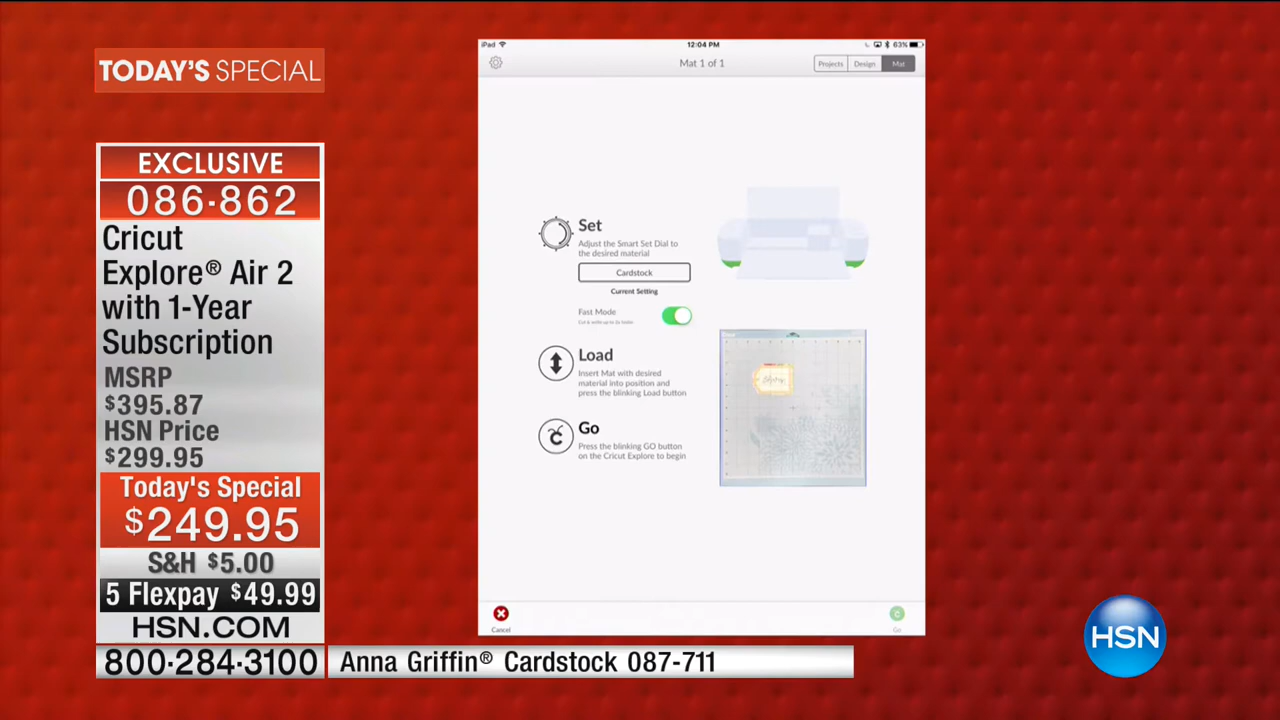 TODAY'S SPECIAL
EXCLUSIVE
086·862
Cricut
Explore® Air 2
with 1-Year
Subscription
MSRP
$395.87
HSN Price
$299.95
Today's Special
$249.95
S&H $5.00
5 Flexpay $49.99
HSN.COM
800·284·3100
Anna Griffin® Cardstock 087-711
iPad
12:04 PM
63%
Mat 1 of 1
Projects
Design
Mat
Set
Adjust the Smart Set Dial to
the desired material
Cardstock
Current Setting
Fast Mode
Load
Insert Mat with desired
material into position and
press the blinking Load button
Go
Press the blinking GO button
on the Cricut Explore to begin
Cancel
Go
HSN